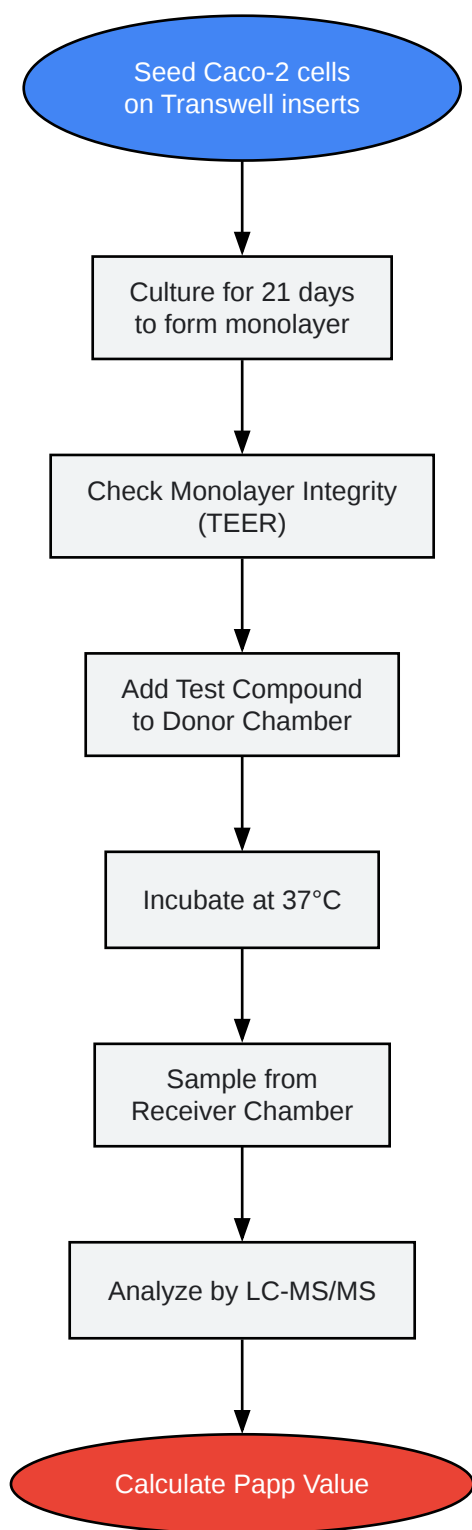 Seed Caco-2 cells
on Transwell inserts
Culture for 21 days
to form monolayer
Check Monolayer Integrity
(TEER)
Add Test Compound
to Donor Chamber
Incubate at 37°C
Sample from
Receiver Chamber
Analyze by LC-MS/MS
Calculate Papp Value